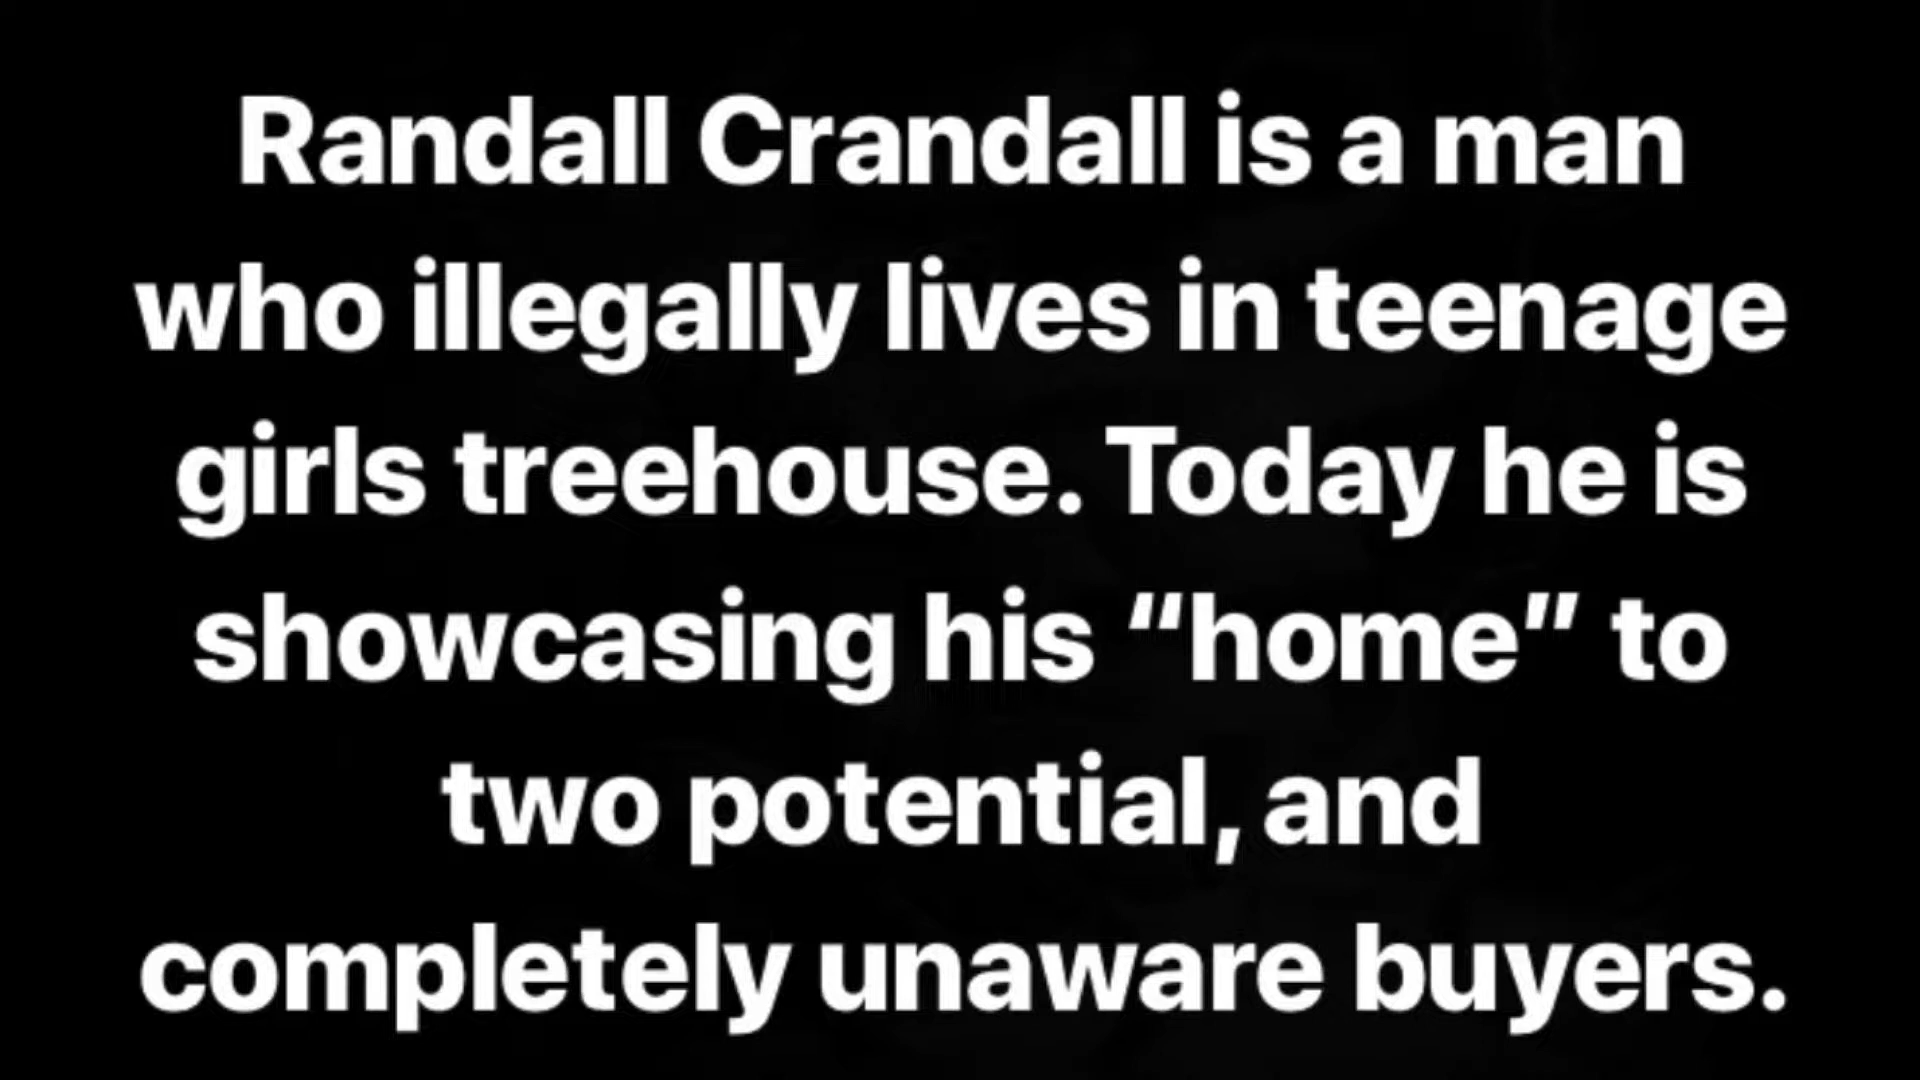 Randall Crandall is a man
who illegally lives in teenage
girls treehouse. Today he is
showcasing his “home” to
two potential, and
completely unaware buyers.